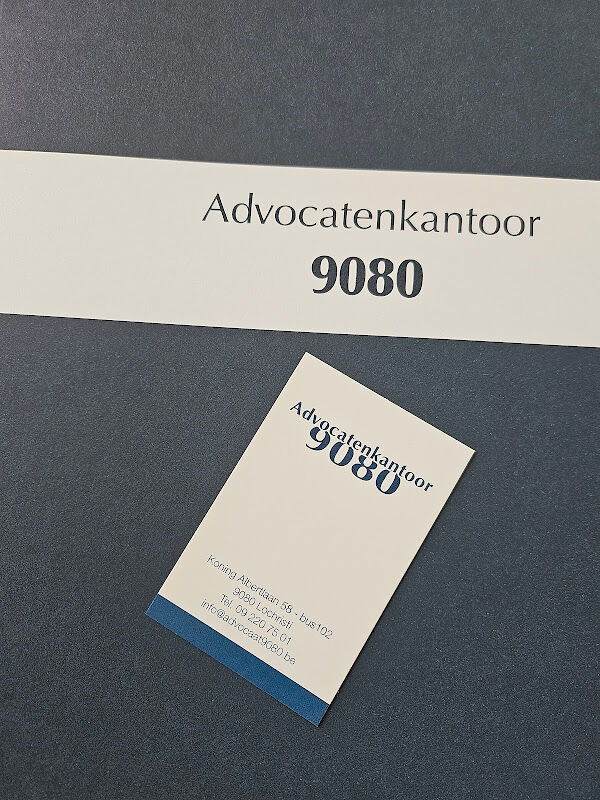 Advocatenkantoor
9080
Advocatenkantoor
9080
Koning Albertlaan 58 - bus102
9080 Lochristi
Tel. 09 220 75 01
info@advocaat9080.be